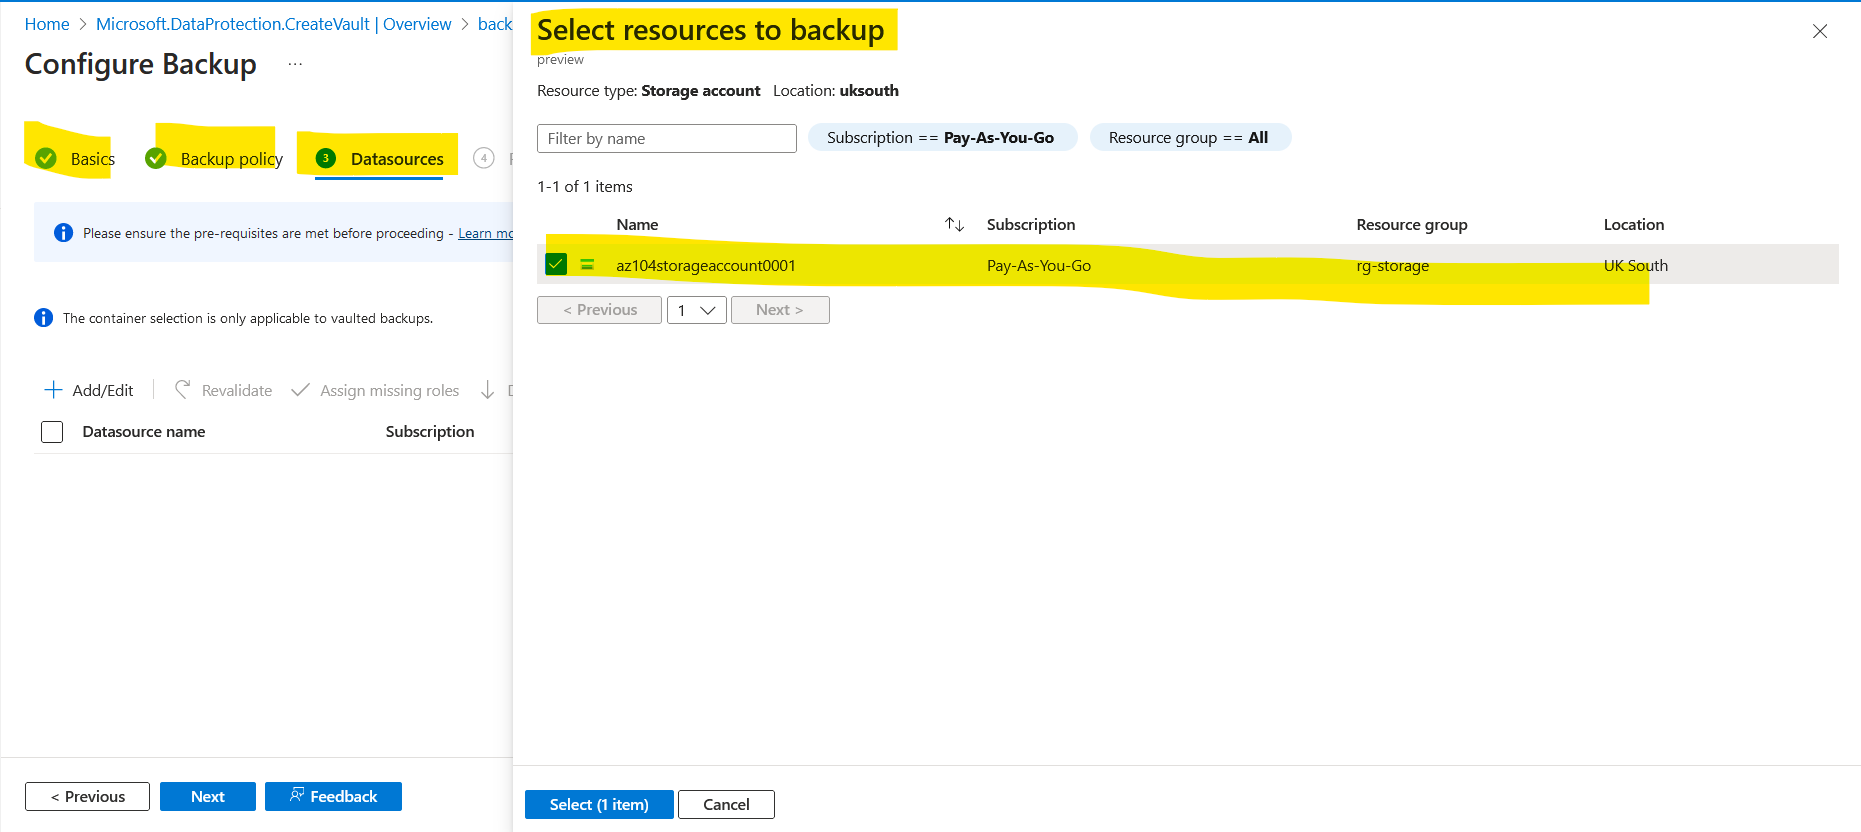 Home > Microsoft.DataProtection.CreateVault | Overview > back
Configure Backup ...
Basics
Backup policy
3 Datasources
4
Please ensure the pre-requisites are met before proceeding - Learn mo
The container selection is only applicable to vaulted backups.
Add/Edit | Revalidate Assign missing roles
Datasource name Subscription
< Previous Next Feedback
Select resources to backup
preview
Resource type: Storage account Location: uksouth
Filter by name Subscription == Pay-As-You-Go Resource group == All
1-1 of 1 items
Name Subscription Resource group Location
az104storageaccount0001 Pay-As-You-Go rg-storage UK South
< Previous 1 Next >
Select (1 item) Cancel